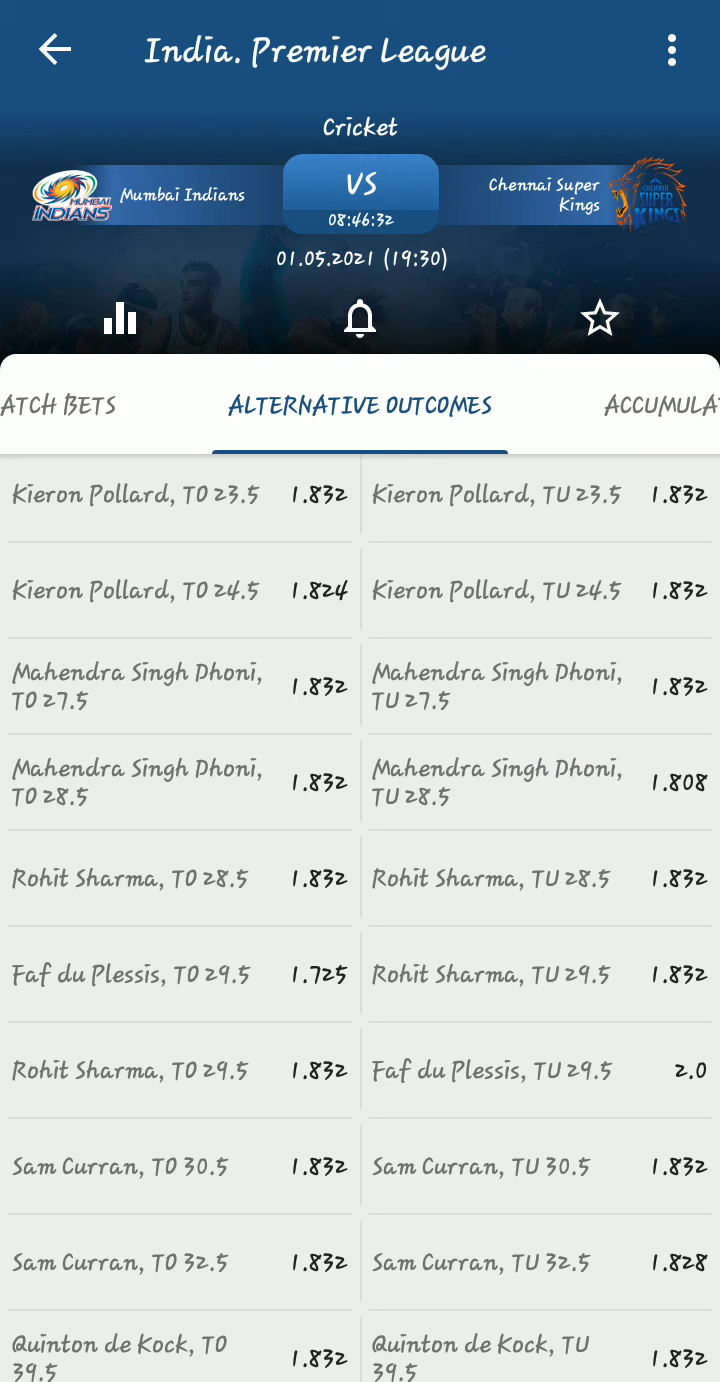 India. Premier League
Cricket
MUMBAI
INDIANS
Mumbai Indians
VS
08:46:32
Chennai Super
Kings
CHENNAI
SUPER
KINGS
01.05.2021 (19:30)
ATCH BETS
ALTERNATIVE OUTCOMES
ACCUMULAT
Kieron Pollard, TO 23.5 1.832 Kieron Pollard, TU 23.5 1.832
Kieron Pollard, TO 24.5 1.824 Kieron Pollard, TU 24.5 1.832
Mahendra Singh Dhoni,
TO 27.5
1.832
Mahendra Singh Dhoni,
TU 27.5
1.832
Mahendra Singh Dhoni,
TO 28.5
1.832
Mahendra Singh Dhoni,
TU 28.5
1.808
Rohit Sharma, TO 28.5 1.832 Rohit Sharma, TU 28.5 1.832
Faf du Plessis, TO 29.5 1.725 Rohit Sharma, TU 29.5 1.832
Rohit Sharma, TO 29.5 1.832 Faf du Plessis, TU 29.5 2.0
Sam Curran, TO 30.5 1.832 Sam Curran, TU 30.5 1.832
Sam Curran, TO 32.5 1.832 Sam Curran, TU 32.5 1.828
Quinton de Kock, TO
39.5
1.832
Quinton de Kock, TU
39.5
1.832